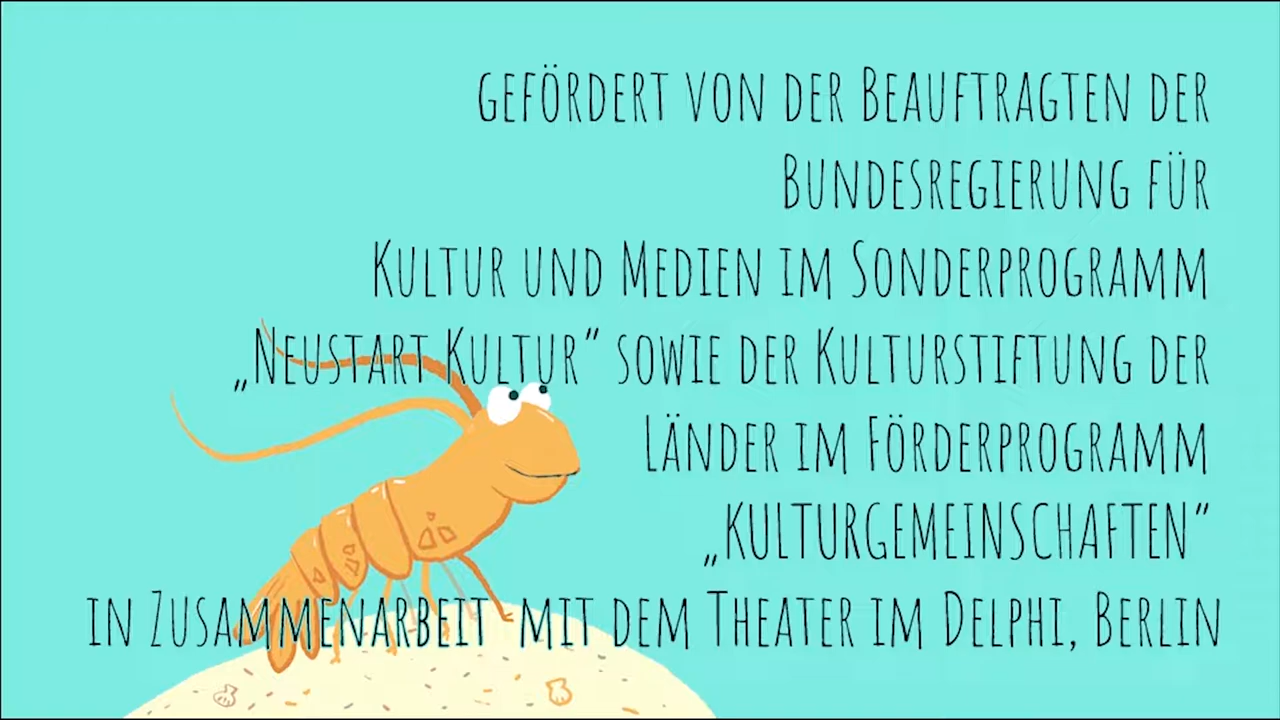 gefördert von der Beauftragten der
Bundesregierung für
Kultur und Medien im Sonderprogramm
„Neustart Kultur” sowie der Kulturstiftung der
Länder im Förderprogramm
„KULTURGEMEINSCHAFTEN”
in Zusammenarbeit mit dem Theater im Delphi, Berlin